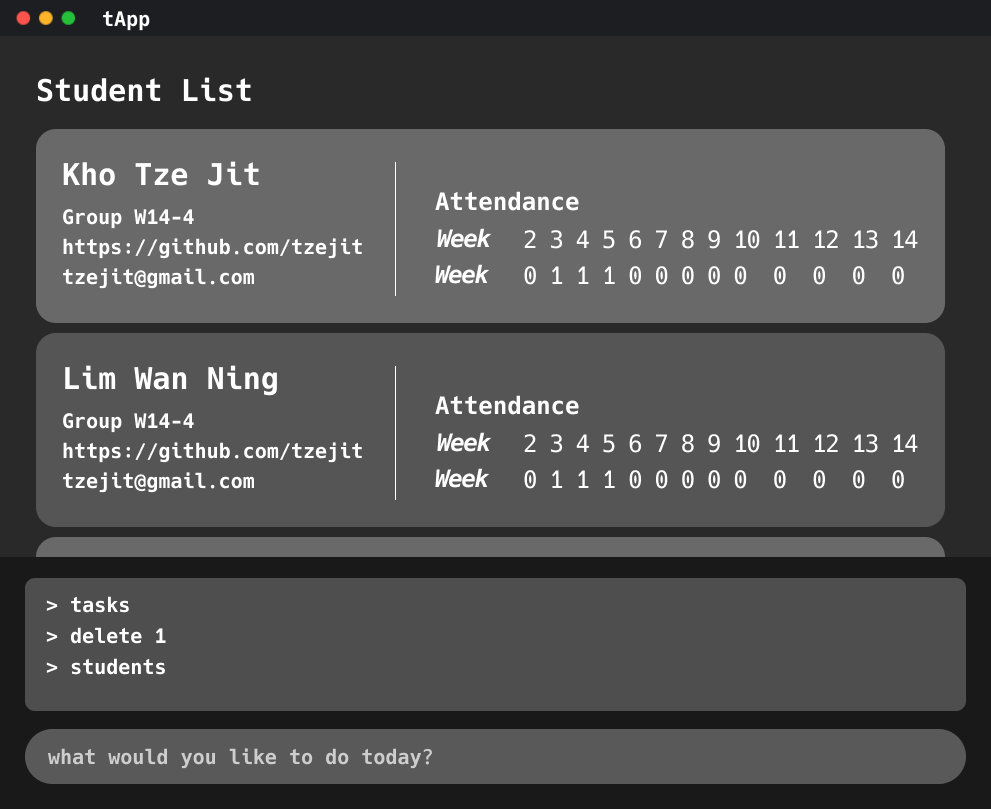 tApp
Student List
Kho Tze Jit
Group W14-4
https://github.com/tzejit
tzejit@gmail.com
Attendance
Week 2 3 4 5 6 7 8 9 10 11 12 13 14
Week 0 1 1 1 0 0 0 0 0 0 0 0 0
Lim Wan Ning
Group W14-4
https://github.com/tzejit
tzejit@gmail.com
Attendance
Week 2 3 4 5 6 7 8 9 10 11 12 13 14
Week 0 1 1 1 0 0 0 0 0 0 0 0 0
> tasks
> delete 1
> students
what would you like to do today?